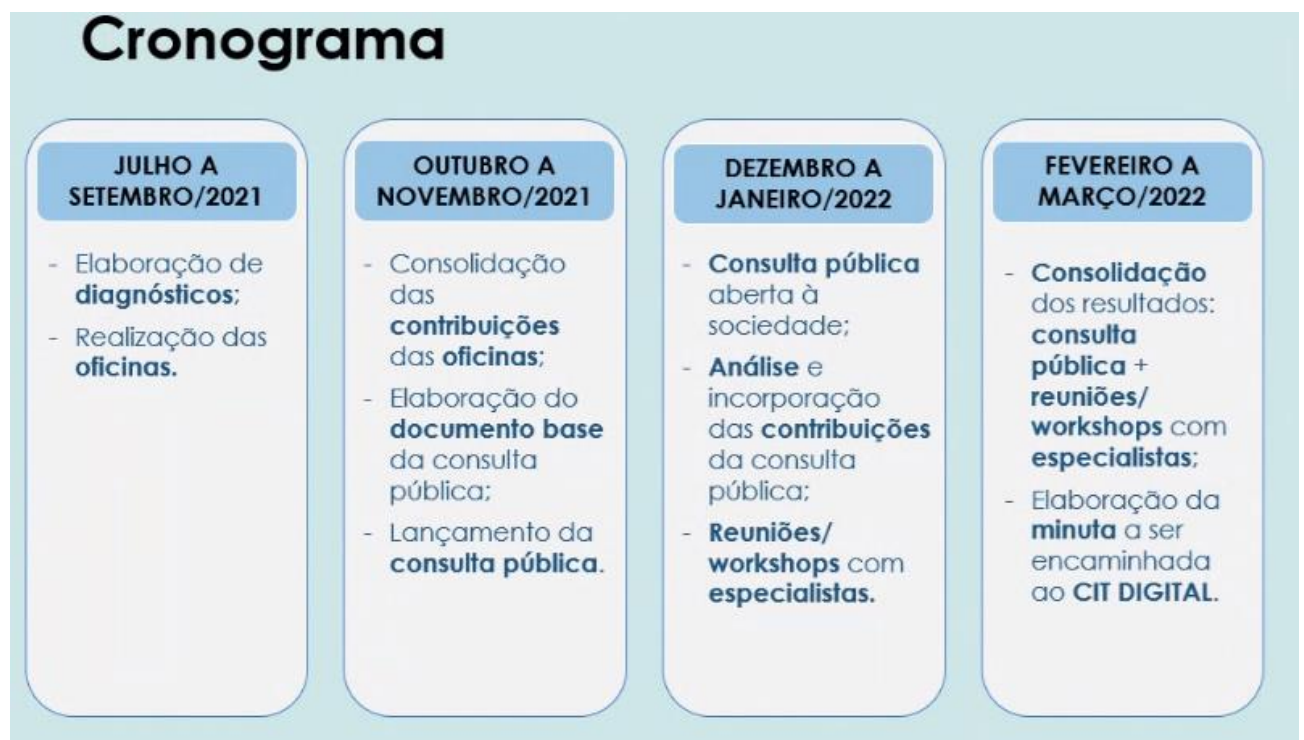 Cronograma
JULHO A
SETEMBRO/2021
- Elaboração de
diagnósticos;
- Realização das
oficinas.
OUTUBRO A
NOVEMBRO/2021
- Consolidação
das
contribuições
das oficinas;
- Elaboração do
documento base
da consulta
pública;
- Lançamento da
consulta pública.
DEZEMBRO A
JANEIRO/2022
- Consulta pública
aberta à
sociedade;
- Análise e
incorporação
das contribuições
da consulta
pública;
- Reuniões/
workshops com
especialistas.
FEVEREIRO A
MARÇO/2022
- Consolidação
dos resultados:
consulta
pública +
reuniões/
workshops com
especialistas;
- Elaboração da
minuta a ser
encaminhada
ao CIT DIGITAL.